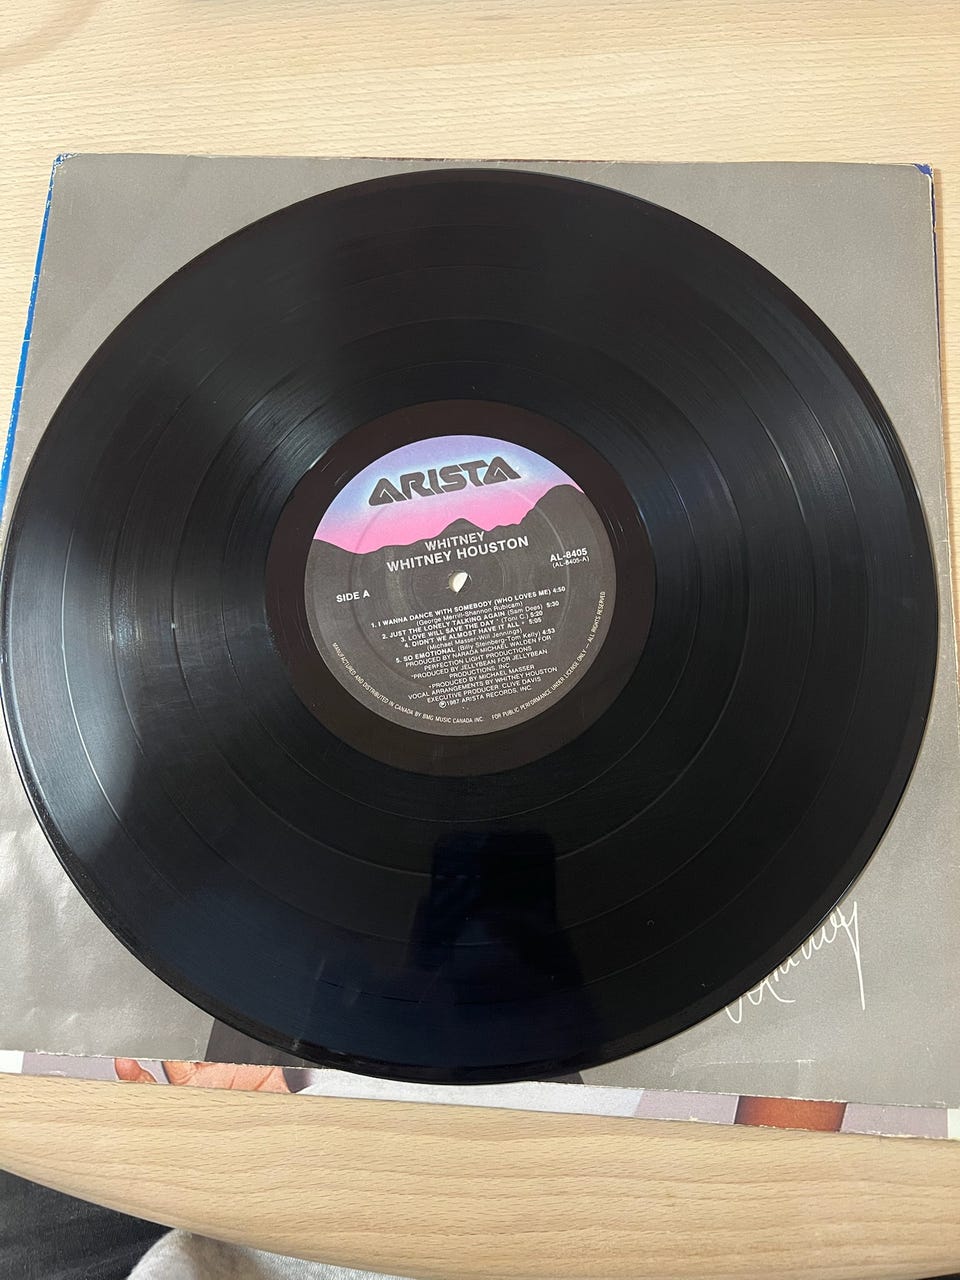 ARISTA
WHITNEY
WHITNEY HOUSTON
AL-8405
(AL-8405-A)
SIDE A
1. I WANNA DANCE WITH SOMEBODY (WHO LOVES ME) 4:50
(George Merrill-Shannon Rubicam)
2. JUST THE LONELY TALKING AGAIN (Sam Dees) 5:30
3. LOVE WILL SAVE THE DAY * (Toni C.) 5:20
4. DIDN'T WE ALMOST HAVE IT ALL + 5:05
(Michael Masser-Will Jennings)
5. SO EMOTIONAL (Billy Steinberg-Tom Kelly) 4:53
PRODUCED BY NARADA MICHAEL WALDEN FOR
PERFECTION LIGHT PRODUCTIONS
*PRODUCED BY JELLYBEAN FOR JELLYBEAN
PRODUCTIONS, INC
+PRODUCED BY MICHAEL MASSER
VOCAL ARRANGEMENTS BY WHITNEY HOUSTON
EXECUTIVE PRODUCER: CLIVE DAVIS
℗1987 ARISTA RECORDS, INC.
MANUFACTURED AND DISTRIBUTED IN CANADA BY BMG MUSIC CANADA INC. FOR PUBLIC PERFORMANCE UNDER LICENSE ONLY — ALL RIGHTS RESERVED
Whitney